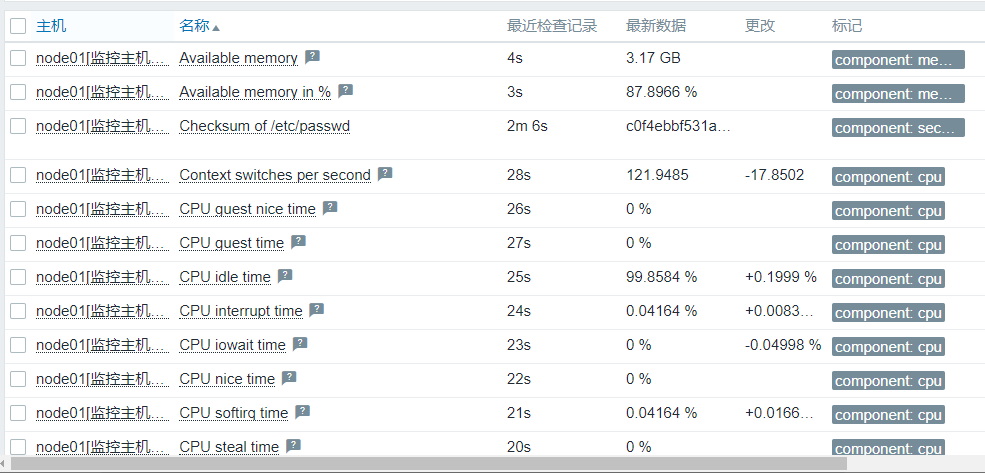 主机 名称 最近检查记录 最新数据 更改 标记
node01[监控主机... Available memory ? 4s 3.17 GB component: me...
node01[监控主机... Available memory in % ? 3s 87.8966 % component: me...
node01[监控主机... Checksum of /etc/passwd 2m 6s c0f4ebbf531a... component: sec...
node01[监控主机... Context switches per second ? 28s 121.9485 -17.8502 component: cpu
node01[监控主机... CPU guest nice time ? 26s 0 % component: cpu
node01[监控主机... CPU guest time ? 27s 0 % component: cpu
node01[监控主机... CPU idle time ? 25s 99.8584 % +0.1999 % component: cpu
node01[监控主机... CPU interrupt time ? 24s 0.04164 % +0.0083... component: cpu
node01[监控主机... CPU iowait time ? 23s 0 % -0.04998 % component: cpu
node01[监控主机... CPU nice time ? 22s 0 % component: cpu
node01[监控主机... CPU softirq time ? 21s 0.04164 % +0.0166... component: cpu
node01[监控主机... CPU steal time ? 20s 0 % component: cpu